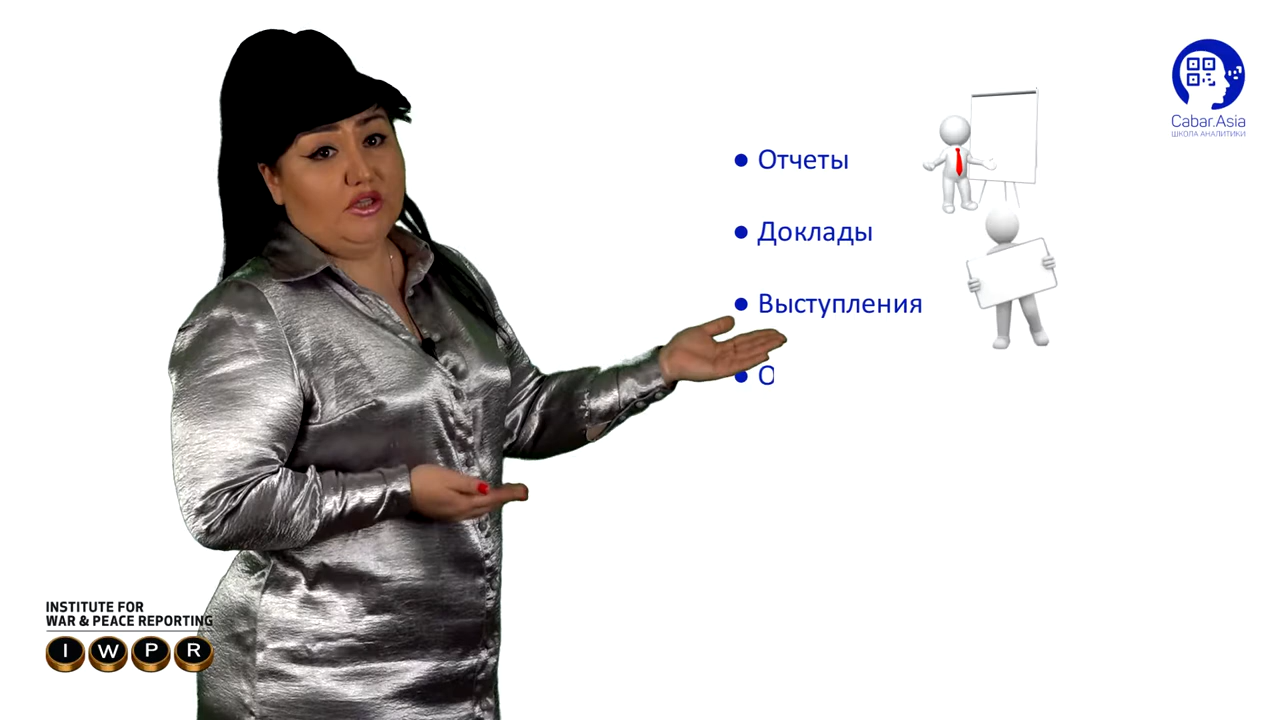 Cabar.Asia
ШКОЛА АНАЛИТИКИ
• Отчеты
• Доклады
• Выступления
• О
INSTITUTE FOR
WAR & PEACE REPORTING
I W P R